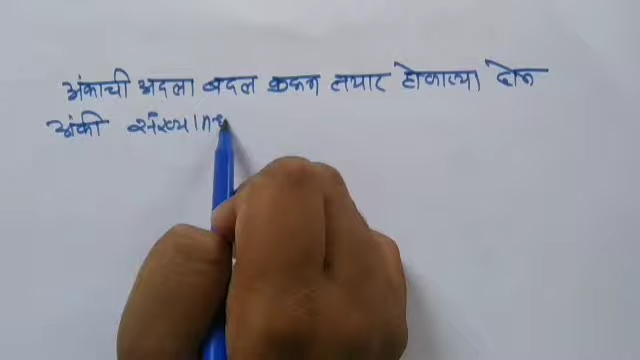 अंकाची अदला बदल करून तयार होणाऱ्या दोन
अंकी संख्या